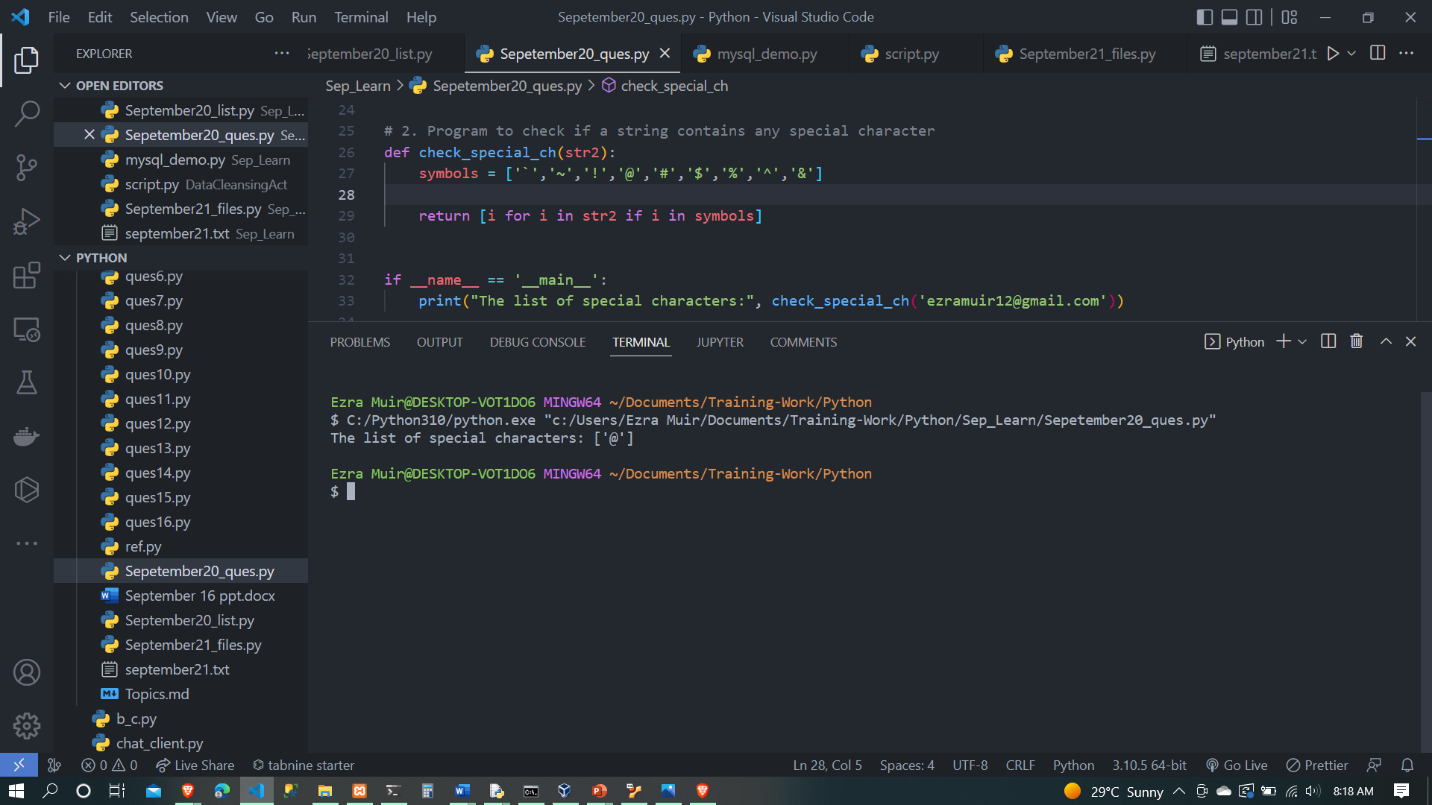 File Edit Selection View Go Run Terminal Help
Sepetember20_ques.py - Python - Visual Studio Code
EXPLORER
September20_list.py
Sepetember20_ques.py
mysql_demo.py
script.py
September21_files.py
september21.t
OPEN EDITORS
September20_list.py Sep_L...
Sepetember20_ques.py Se...
mysql_demo.py Sep_Learn
script.py DataCleansingAct
September21_files.py Sep_...
september21.txt Sep_Learn
PYTHON
ques6.py
ques7.py
ques8.py
ques9.py
ques10.py
ques11.py
ques12.py
ques13.py
ques14.py
ques15.py
ques16.py
ref.py
Sepetember20_ques.py
September 16 ppt.docx
September20_list.py
September21_files.py
september21.txt
Topics.md
b_c.py
chat_client.py
Sep_Learn > Sepetember20_ques.py > check_special_ch
24
25 # 2. Program to check if a string contains any special character
26 def check_special_ch(str2):
27 symbols = ['`','~','!','@','#','$','%','^','&']
28
29 return [i for i in str2 if i in symbols]
30
31
32 if __name__ == '__main__':
33 print("The list of special characters:", check_special_ch('ezramuir12@gmail.com'))
34
PROBLEMS OUTPUT DEBUG CONSOLE TERMINAL JUPYTER COMMENTS
Python
Ezra Muir@DESKTOP-VOT1DO6 MINGW64 ~/Documents/Training-Work/Python
$ C:/Python310/python.exe "c:/Users/Ezra Muir/Documents/Training-Work/Python/Sep_Learn/Sepetember20_ques.py"
The list of special characters: ['@']
Ezra Muir@DESKTOP-VOT1DO6 MINGW64 ~/Documents/Training-Work/Python
$
0 0 Live Share tabnine starter
Ln 28, Col 5 Spaces: 4 UTF-8 CRLF Python 3.10.5 64-bit Go Live Prettier
29°C Sunny 8:18 AM